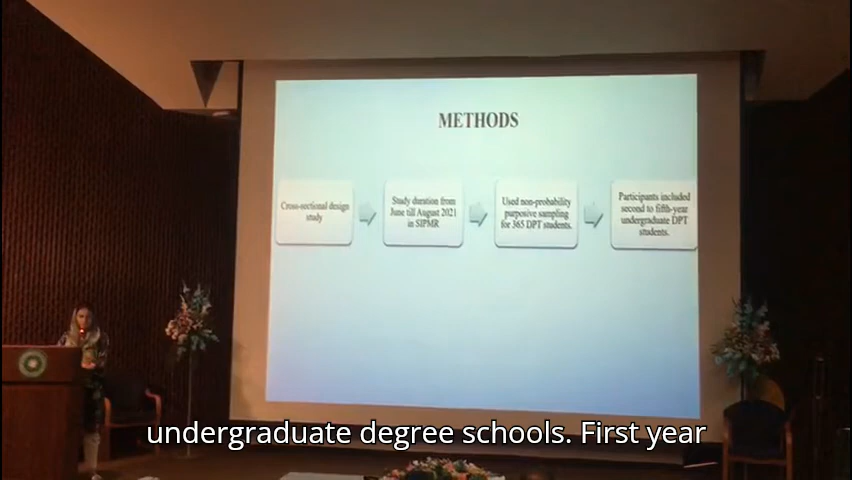 METHODS
Cross-sectional design
study
Study duration from
June till August 2021
in SIPMR
Used non-probability
purposive sampling
for 365 DPT students.
Participants included
second to fifth-year
undergraduate DPT
students.
undergraduate degree schools. First year